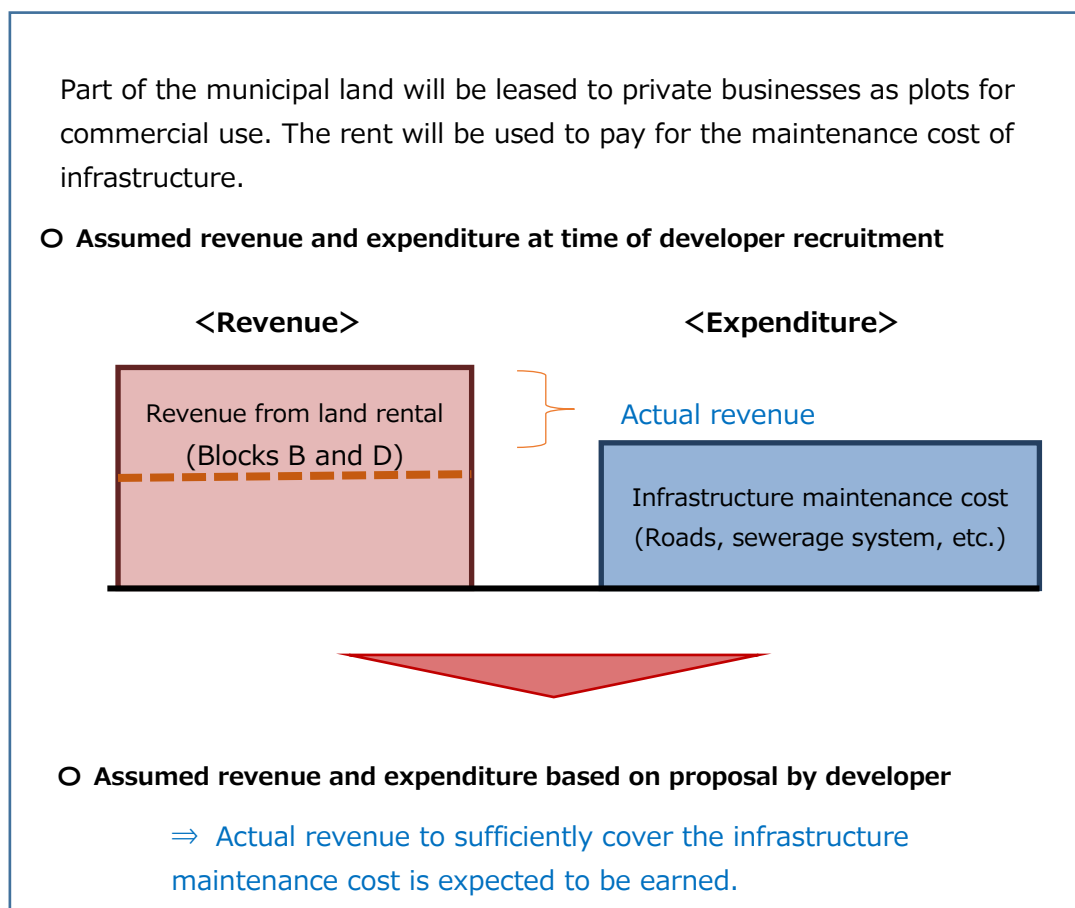 Part of the municipal land will be leased to private businesses as plots for
commercial use. The rent will be used to pay for the maintenance cost of
infrastructure.
O Assumed revenue and expenditure at time of developer recruitment
<Revenue>
<Expenditure>
Revenue from land rental
(Blocks B and D)
Actual revenue
Infrastructure maintenance cost
(Roads, sewerage system, etc.)
O Assumed revenue and expenditure based on proposal by developer
⇒ Actual revenue to sufficiently cover the infrastructure
maintenance cost is expected to be earned.